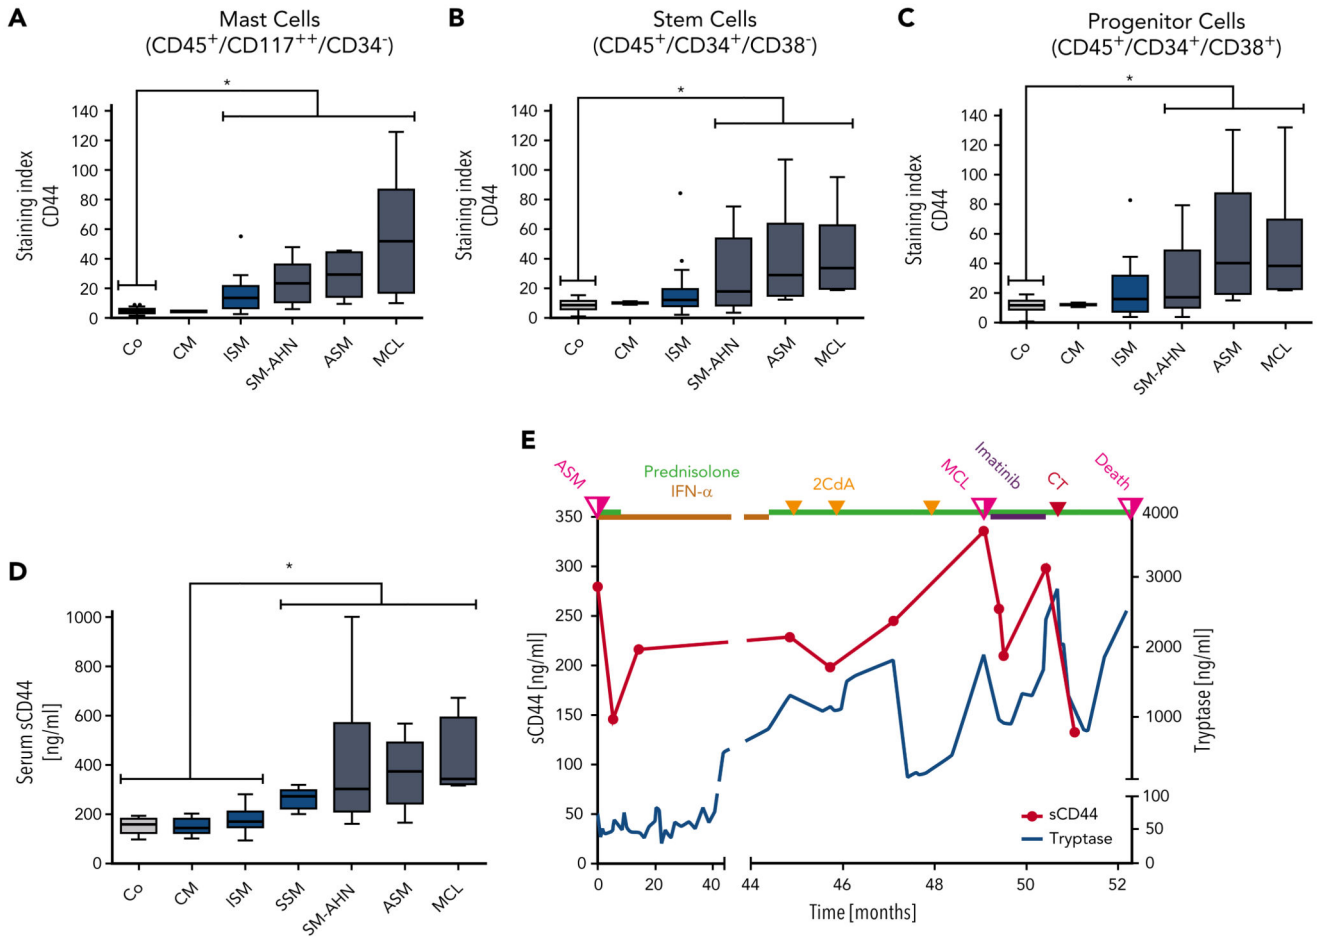 A
Mast Cells
(CD45+/CD117++/CD34-)
*
Staining index
CD44
140
120
100
80
60
40
20
0
Co
CM
ISM
SM-AHN
ASM
MCL
B
Stem Cells
(CD45+/CD34+/CD38-)
*
Staining index
CD44
140
120
100
80
60
40
20
0
Co
CM
ISM
SM-AHN
ASM
MCL
C
Progenitor Cells
(CD45+/CD34+/CD38+)
*
Staining index
CD44
140
120
100
80
60
40
20
0
Co
CM
ISM
SM-AHN
ASM
MCL
D
*
Serum sCD44
[ng/ml]
1000
800
600
400
200
0
Co
CM
ISM
SSM
SM-AHN
ASM
MCL
E
ASM
Prednisolone
IFN-α
2CdA
MCL
Imatinib
CT
Death
sCD44 [ng/ml]
350
300
250
200
150
100
50
0
4000
3000
2000
1000
100
50
0
Tryptase [ng/ml]
sCD44
Tryptase
0
20
40
44
46
48
50
52
Time [months]